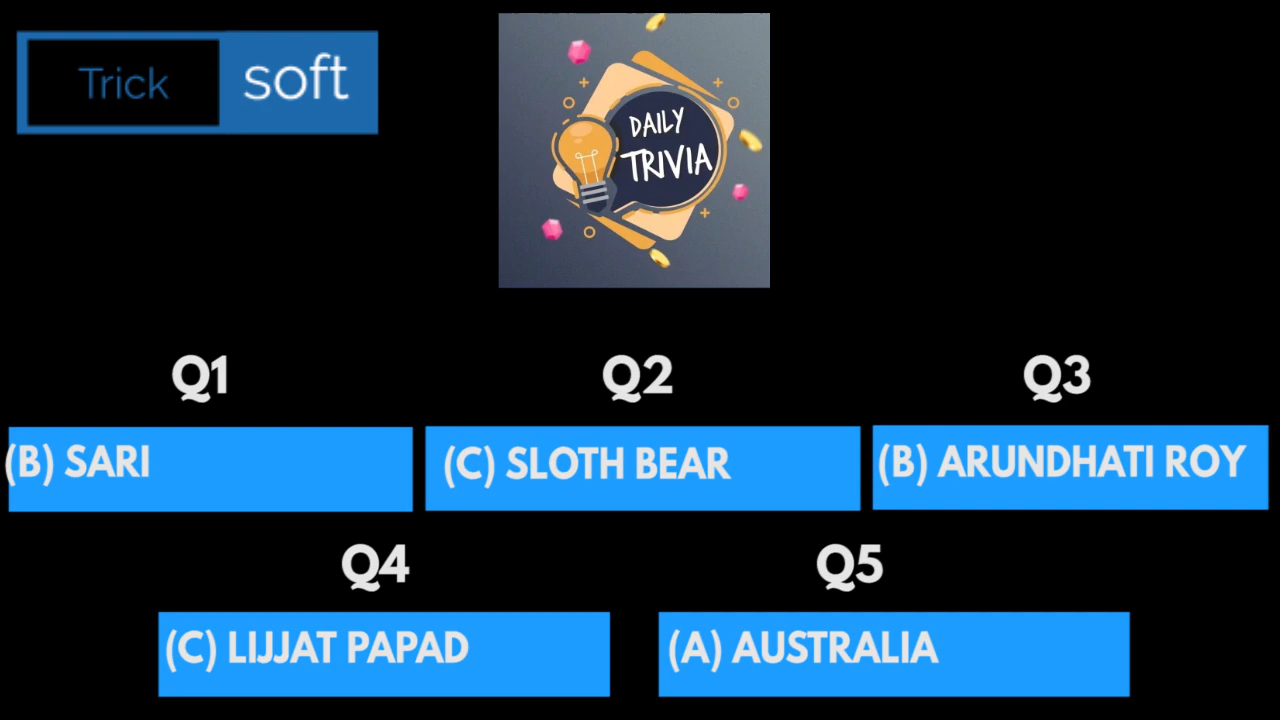 Trick soft
DAILY
TRIVIA
Q1
Q2
Q3
(B) SARI
(C) SLOTH BEAR
(B) ARUNDHATI ROY
Q4
Q5
(C) LIJJAT PAPAD
(A) AUSTRALIA